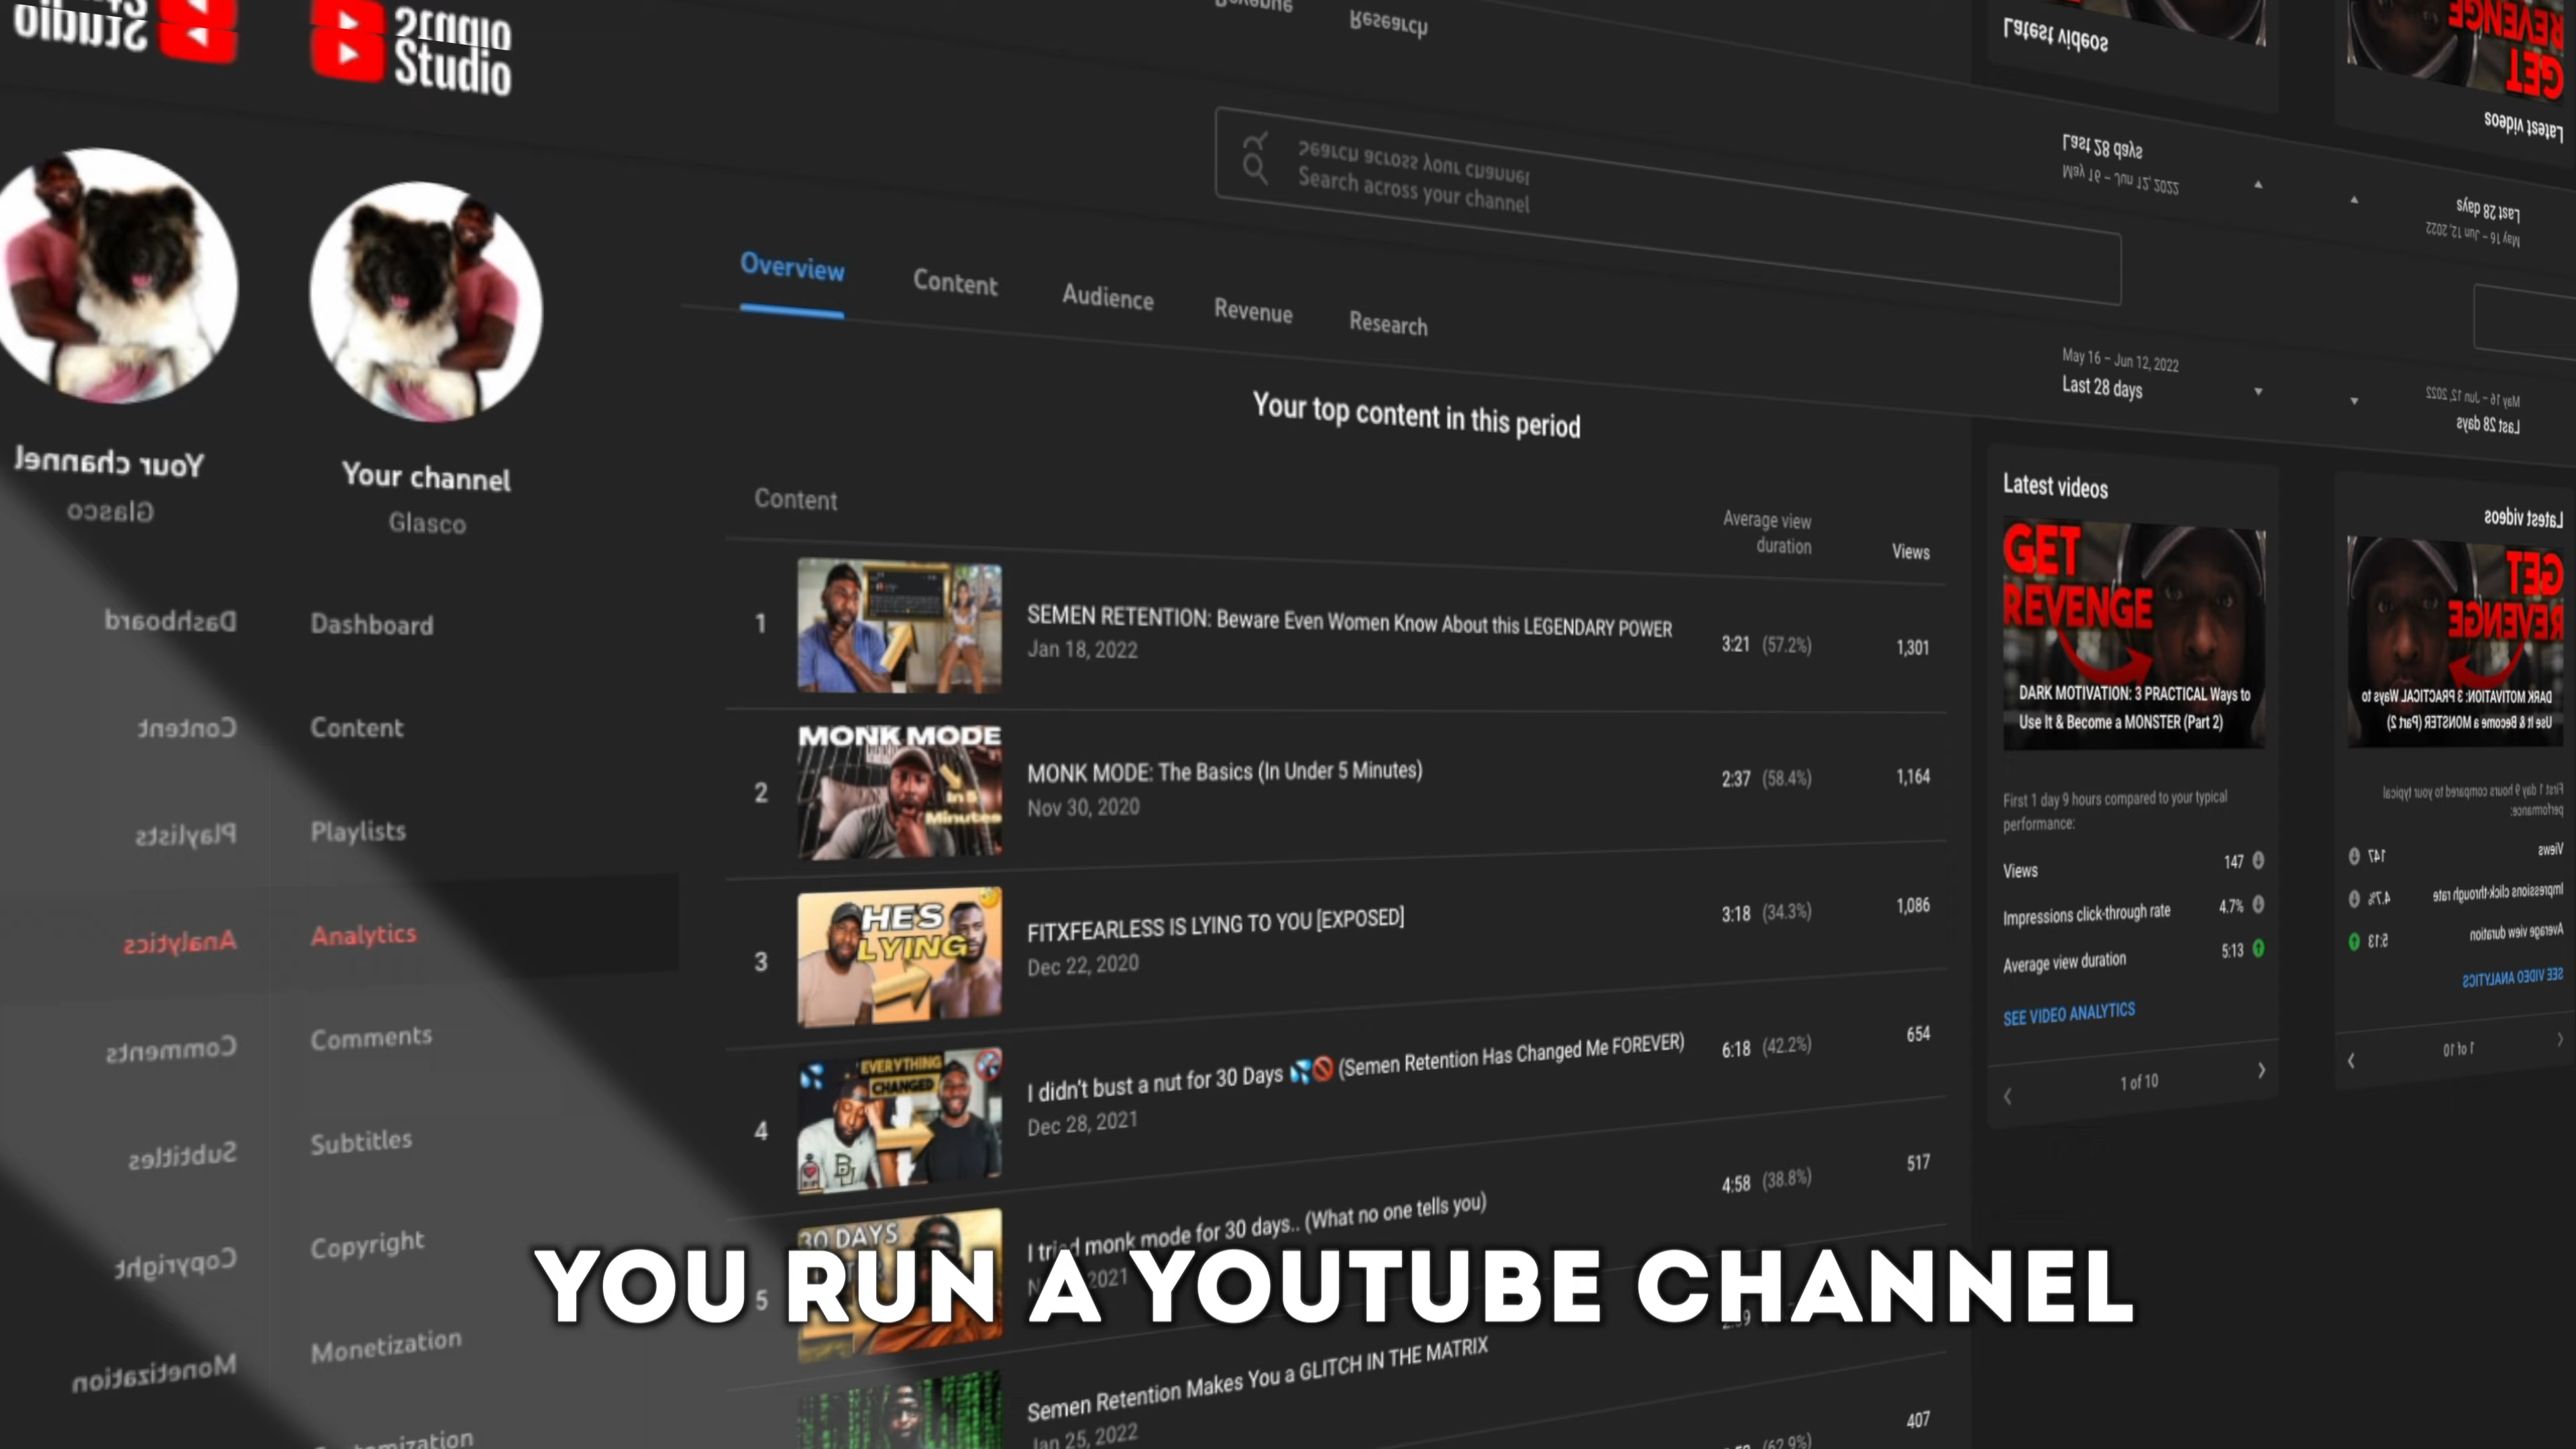 Studio
Search across your channel
Overview
Content
Audience
Revenue
Research
May 16 – Jun 12, 2022
Last 28 days
Your channel
Glasco
Dashboard
Content
Playlists
Analytics
Comments
Subtitles
Copyright
Monetization
Your top content in this period
Content
Average view
duration
Views
1
SEMEN RETENTION: Beware Even Women Know About this LEGENDARY POWER
Jan 18, 2022
3:21 (57.2%)
1,301
2
MONK MODE
In 5
Minutes
MONK MODE: The Basics (In Under 5 Minutes)
Nov 30, 2020
2:37 (58.4%)
1,164
3
HE'S
LYING
FITXFEARLESS IS LYING TO YOU [EXPOSED]
Dec 22, 2020
3:18 (34.3%)
1,086
4
EVERYTHING
CHANGED
I didn't bust a nut for 30 Days 💦🚫 (Semen Retention Has Changed Me FOREVER)
Dec 28, 2021
6:18 (42.2%)
654
5
30 DAYS
I tried monk mode for 30 days.. (What no one tells you)
2021
4:58 (38.8%)
517
Semen Retention Makes You a GLITCH IN THE MATRIX
Jan 25, 2022
(62.9%)
407
Latest videos
GET
REVENGE
DARK MOTIVATION: 3 PRACTICAL Ways to
Use It & Become a MONSTER (Part 2)
First 1 day 9 hours compared to your typical
performance:
Views 147
Impressions click-through rate 4.7%
Average view duration 5:13
SEE VIDEO ANALYTICS
1 of 10
YOU RUN A YOUTUBE CHANNEL